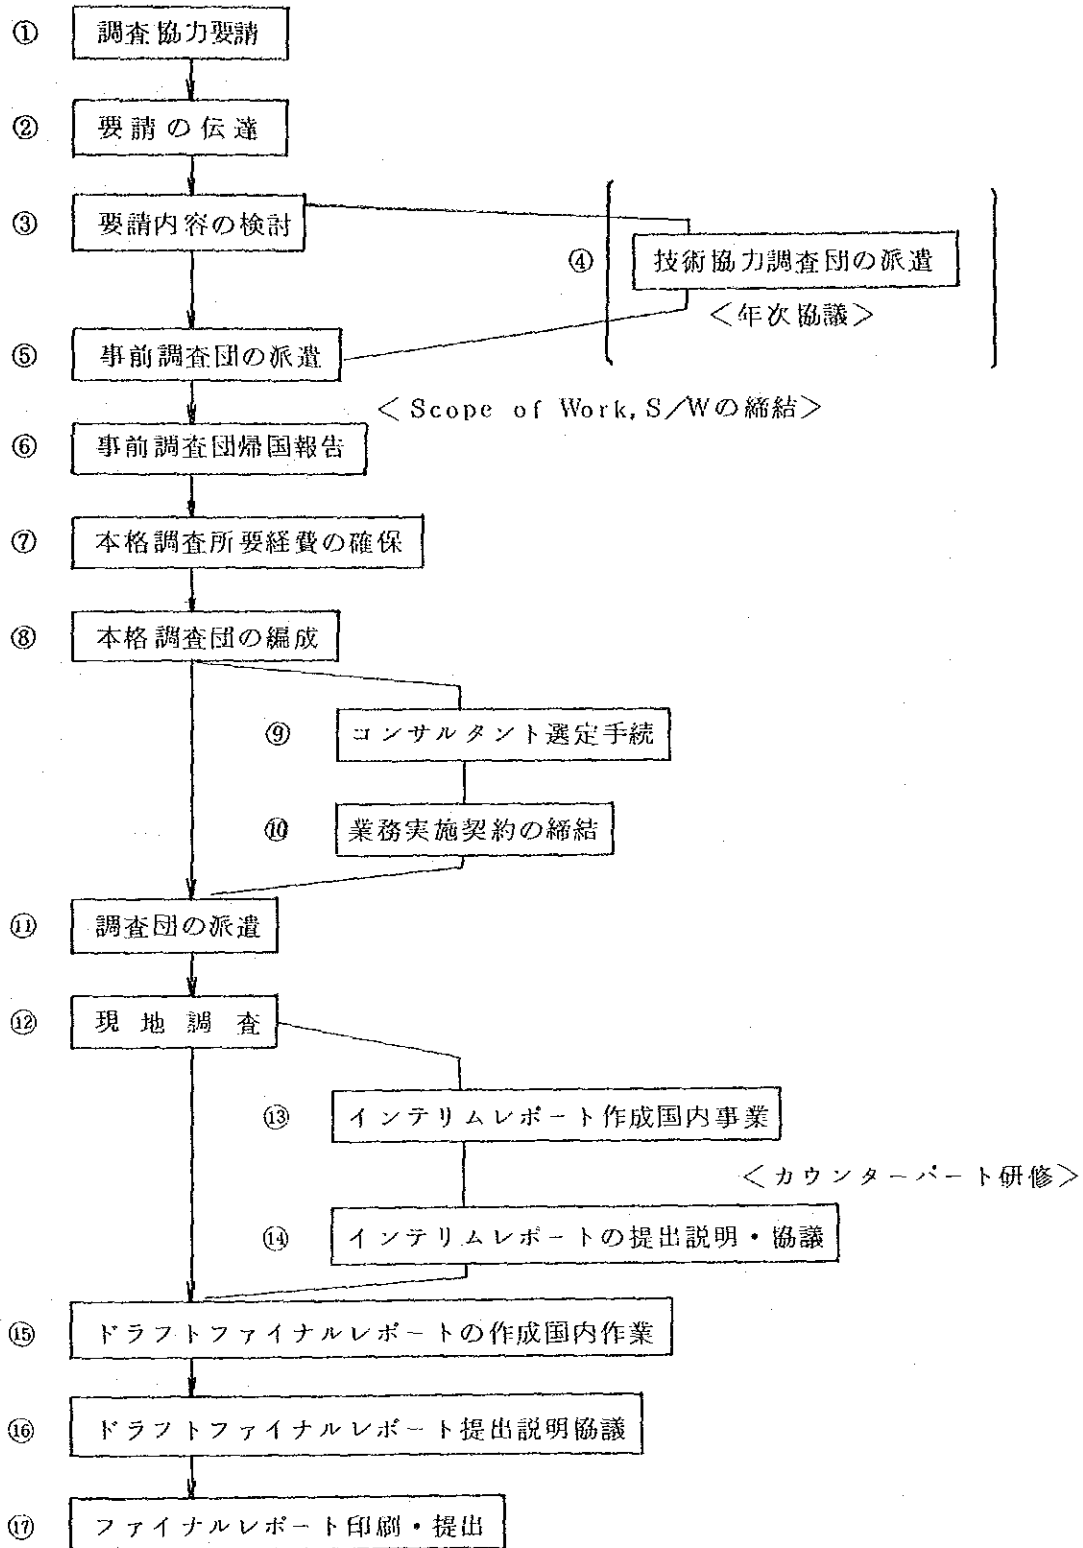 ① 調査協力要請
② 要請の伝達
③ 要請内容の検討
④ 技術協力調査団の派遣
＜年次協議＞
⑤ 事前調査団の派遣
＜Scope of Work, S/Wの締結＞
⑥ 事前調査団帰国報告
⑦ 本格調査所要経費の確保
⑧ 本格調査団の編成
⑨ コンサルタント選定手続
⑩ 業務実施契約の締結
⑪ 調査団の派遣
⑫ 現地調査
⑬ インテリムレポート作成国内事業
＜カウンターパート研修＞
⑭ インテリムレポートの提出説明・協議
⑮ ドラフトファイナルレポートの作成国内作業
⑯ ドラフトファイナルレポート提出説明協議
⑰ ファイナルレポート印刷・提出